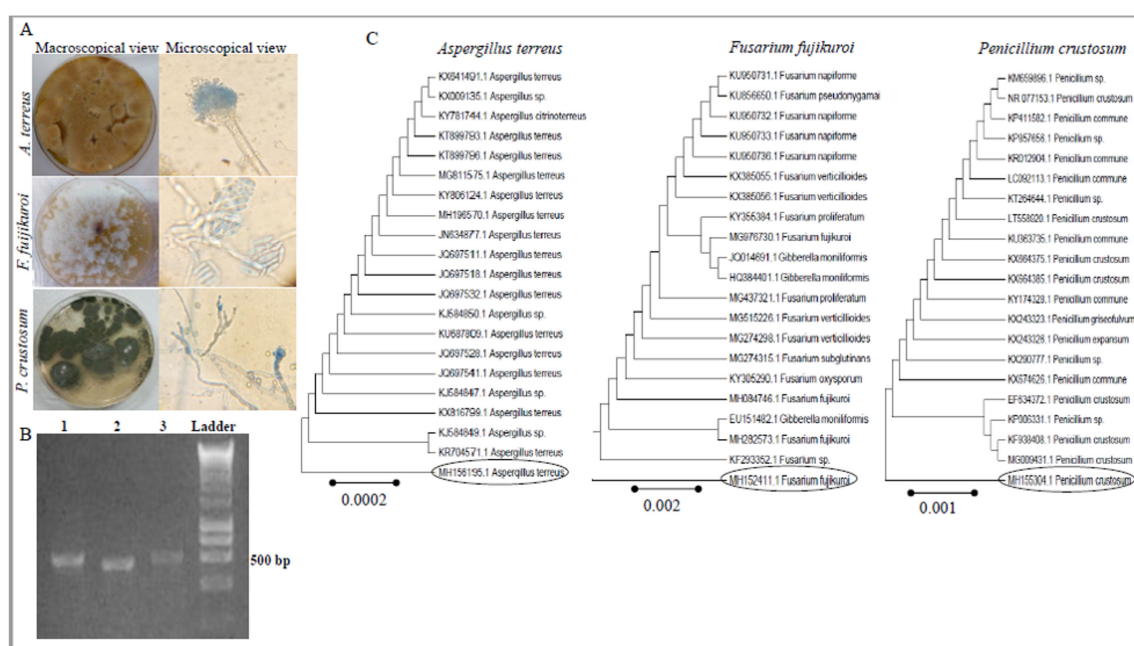 A
Macroscopical view Microscopical view
A. terreus
F. fujikuroi
P. crustosum
B
1 2 3 Ladder
500 bp
C
Aspergillus terreus
KX641491.1 Aspergillus terreus
KX009135.1 Aspergillus sp.
KY781744.1 Aspergillus citrinoterreus
KT899793.1 Aspergillus terreus
KT899796.1 Aspergillus terreus
MG811575.1 Aspergillus terreus
KY806124.1 Aspergillus terreus
MH196570.1 Aspergillus terreus
JN634877.1 Aspergillus terreus
JQ697511.1 Aspergillus terreus
JQ697518.1 Aspergillus terreus
JQ697532.1 Aspergillus terreus
KJ584850.1 Aspergillus sp.
KU687809.1 Aspergillus terreus
JQ697528.1 Aspergillus terreus
JQ697541.1 Aspergillus terreus
KJ584847.1 Aspergillus sp.
KX816799.1 Aspergillus terreus
KJ584849.1 Aspergillus sp.
KR704571.1 Aspergillus terreus
MH156195.1 Aspergillus terreus
0.0002
Fusarium fujikuroi
KU950731.1 Fusarium napiforme
KU856650.1 Fusarium pseudonygamai
KU950732.1 Fusarium napiforme
KU950733.1 Fusarium napiforme
KU950736.1 Fusarium napiforme
KX385055.1 Fusarium verticillioides
KX385056.1 Fusarium verticillioides
KY355384.1 Fusarium proliferatum
MG976730.1 Fusarium fujikuroi
JQ014691.1 Gibberella moniliformis
HQ384401.1 Gibberella moniliformis
MG437321.1 Fusarium proliferatum
MG515226.1 Fusarium verticillioides
MG274298.1 Fusarium verticillioides
MG274315.1 Fusarium subglutinans
KY305290.1 Fusarium oxysporum
MH084746.1 Fusarium fujikuroi
EU151482.1 Gibberella moniliformis
MH282573.1 Fusarium fujikuroi
KF293352.1 Fusarium sp.
MH152411.1 Fusarium fujikuroi
0.002
Penicillium crustosum
KM659896.1 Penicillium sp.
NR 077153.1 Penicillium crustosum
KP411582.1 Penicillium commune
KP857656.1 Penicillium sp.
KR012904.1 Penicillium commune
LC092113.1 Penicillium commune
KT264644.1 Penicillium sp.
LT558920.1 Penicillium crustosum
KU363735.1 Penicillium commune
KX664375.1 Penicillium crustosum
KX664385.1 Penicillium crustosum
KY174328.1 Penicillium commune
KX243323.1 Penicillium griseofulvum
KX243326.1 Penicillium expansum
KX290777.1 Penicillium sp.
KX674626.1 Penicillium commune
EF634372.1 Penicillium crustosum
KP006331.1 Penicillium sp.
KF938408.1 Penicillium crustosum
MG009431.1 Penicillium crustosum
MH155304.1 Penicillium crustosum
0.001